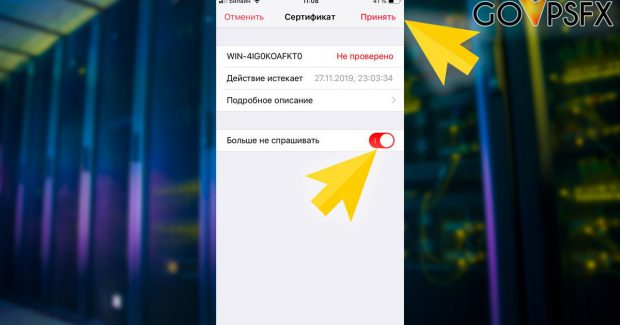 GOVPSFX
Билайн 11:08 47 %
Отменить Сертификат Принять
WIN-4IG0KOAFKT0 Не проверено
Действие истекает 27.11.2019, 23:03:34
Подробное описание
Больше не спрашивать